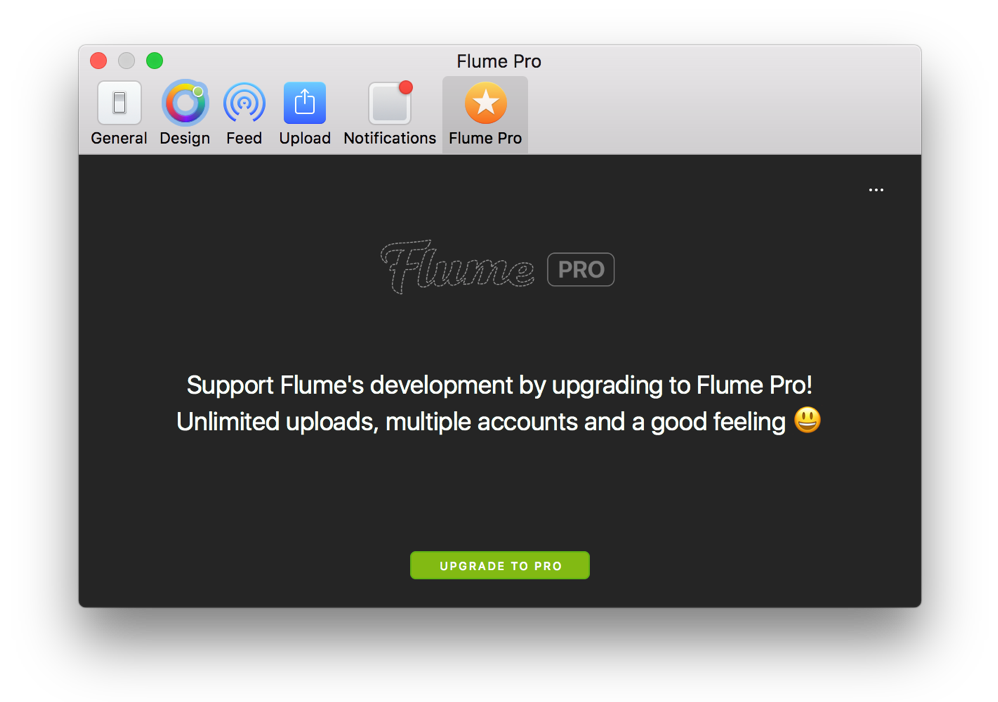 Flume Pro
General Design Feed Upload Notifications Flume Pro
...
Flume PRO
Support Flume's development by upgrading to Flume Pro!
Unlimited uploads, multiple accounts and a good feeling 😃
UPGRADE TO PRO